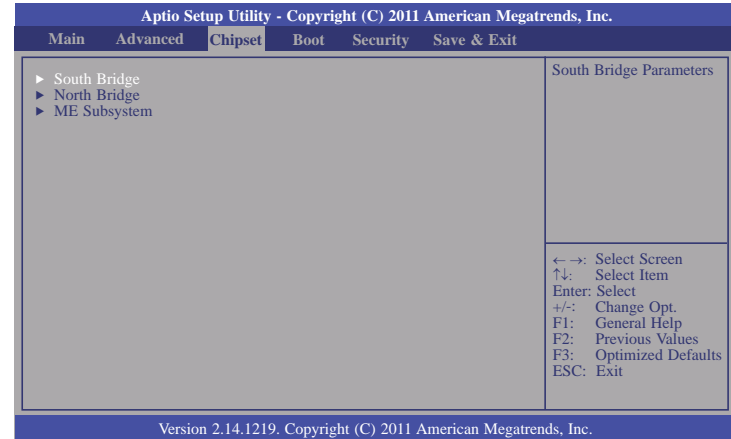 Aptio Setup Utility - Copyright (C) 2011 American Megatrends, Inc.
Main Advanced Chipset Boot Security Save & Exit
► South Bridge
► North Bridge
► ME Subsystem
South Bridge Parameters
←→: Select Screen
↑↓: Select Item
Enter: Select
+/-: Change Opt.
F1: General Help
F2: Previous Values
F3: Optimized Defaults
ESC: Exit
Version 2.14.1219. Copyright (C) 2011 American Megatrends, Inc.